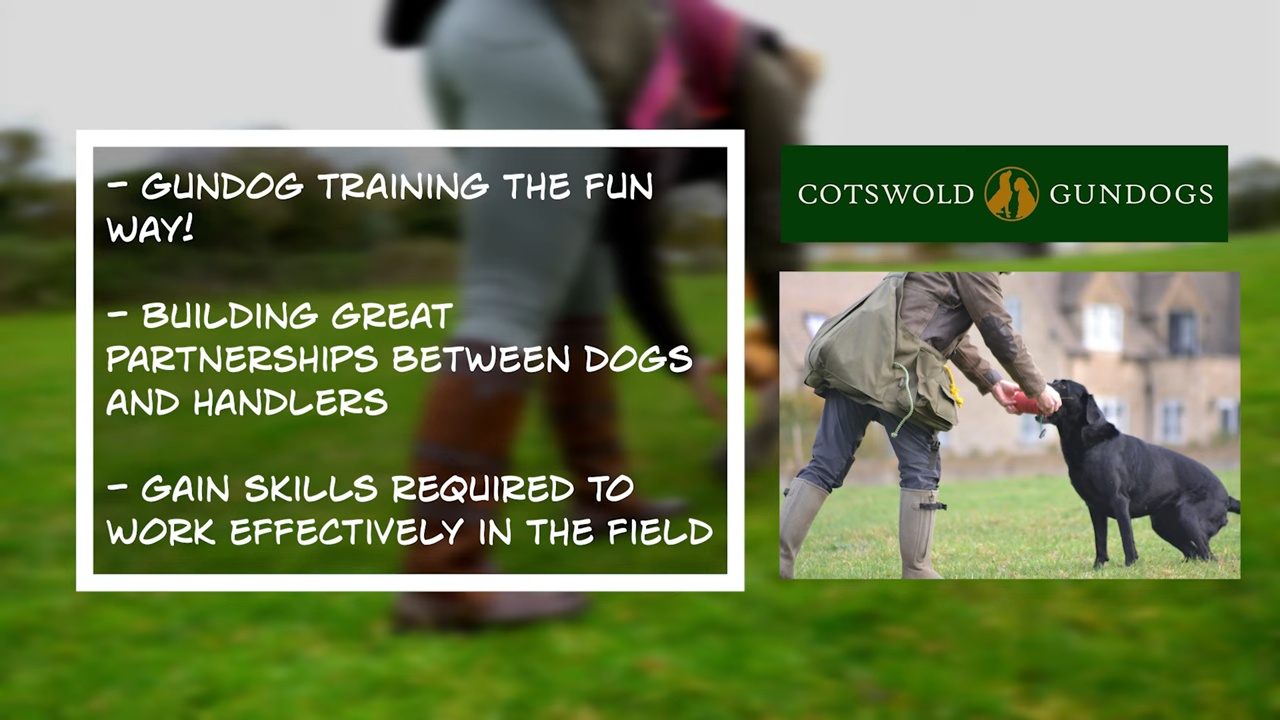 - GUNDOG TRAINING THE FUN
WAY!
- BUILDING GREAT
PARTNERSHIPS BETWEEN DOGS
AND HANDLERS
- GAIN SKILLS REQUIRED TO
WORK EFFECTIVELY IN THE FIELD
COTSWOLD GUNDOGS